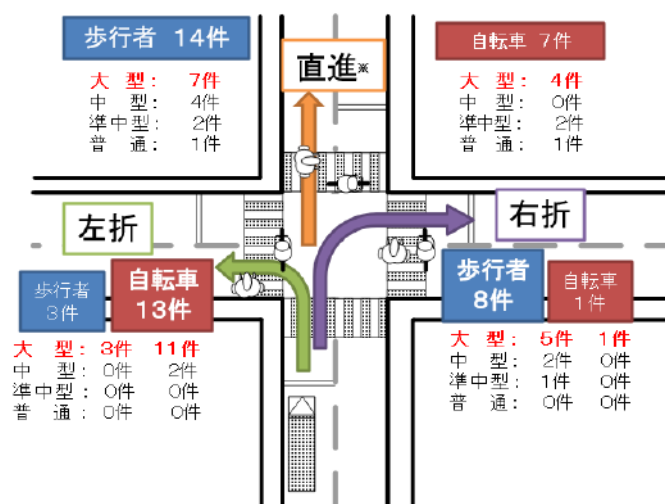 歩行者 14件
大 型： 7件
中 型： 4件
準中型： 2件
普 通： 1件
直進※
自転車 7件
大 型： 4件
中 型： 0件
準中型： 2件
普 通： 1件
左折
右折
歩行者
3件
自転車
13件
大 型： 3件 11件
中 型： 0件 2件
準中型： 0件 0件
普 通： 0件 0件
歩行者
8件
自転車
1件
大 型： 5件 1件
中 型： 2件 0件
準中型： 1件 0件
普 通： 0件 0件